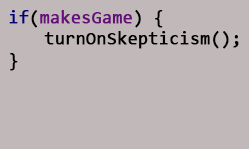 if(makesGame) {
    turnOnSkepticism();
}